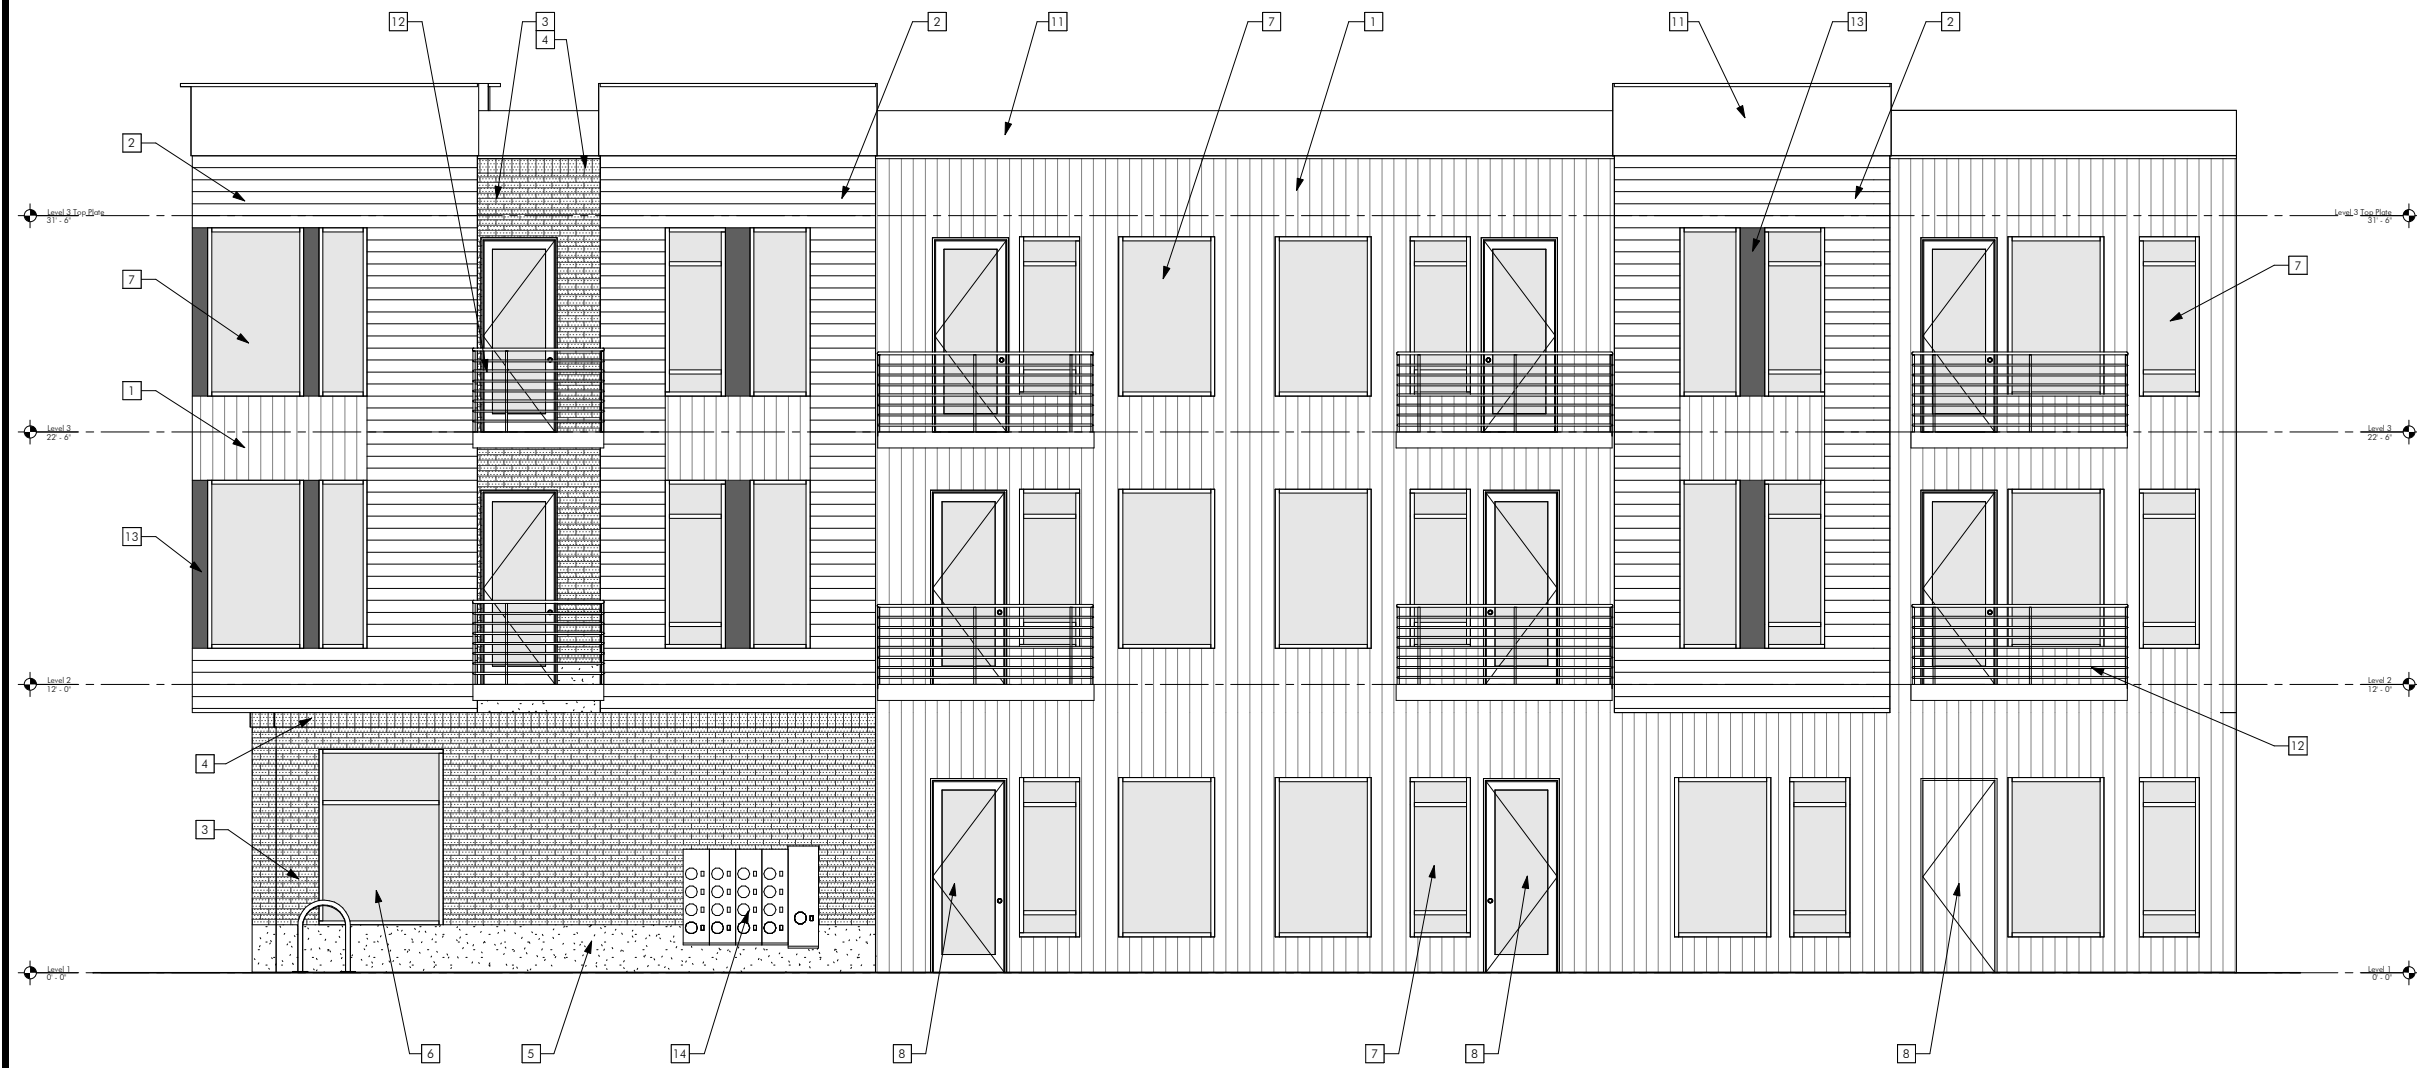 12
3
4
2
11
7
1
11
13
2
2
Level 3 Top Plate
31' - 6"
Level 3 Top Plate
31' - 6"
7
7
1
Level 3
22' - 6"
Level 3
22' - 6"
13
Level 2
12' - 0"
Level 2
12' - 0"
4
12
3
Level 1
0' - 0"
Level 1
0' - 0"
6
5
14
8
7
8
8